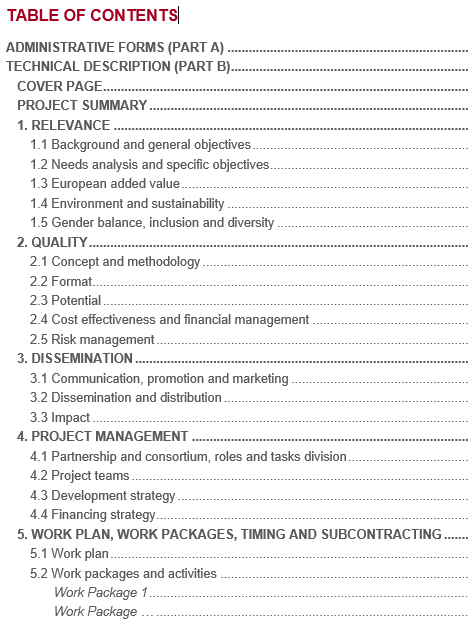 TABLE OF CONTENTS
ADMINISTRATIVE FORMS (PART A)
TECHNICAL DESCRIPTION (PART B)
COVER PAGE
PROJECT SUMMARY
1. RELEVANCE
1.1 Background and general objectives
1.2 Needs analysis and specific objectives
1.3 European added value
1.4 Environment and sustainability
1.5 Gender balance, inclusion and diversity
2. QUALITY
2.1 Concept and methodology
2.2 Format
2.3 Potential
2.4 Cost effectiveness and financial management
2.5 Risk management
3. DISSEMINATION
3.1 Communication, promotion and marketing
3.2 Dissemination and distribution
3.3 Impact
4. PROJECT MANAGEMENT
4.1 Partnership and consortium, roles and tasks division
4.2 Project teams
4.3 Development strategy
4.4 Financing strategy
5. WORK PLAN, WORK PACKAGES, TIMING AND SUBCONTRACTING
5.1 Work plan
5.2 Work packages and activities
Work Package 1
Work Package …